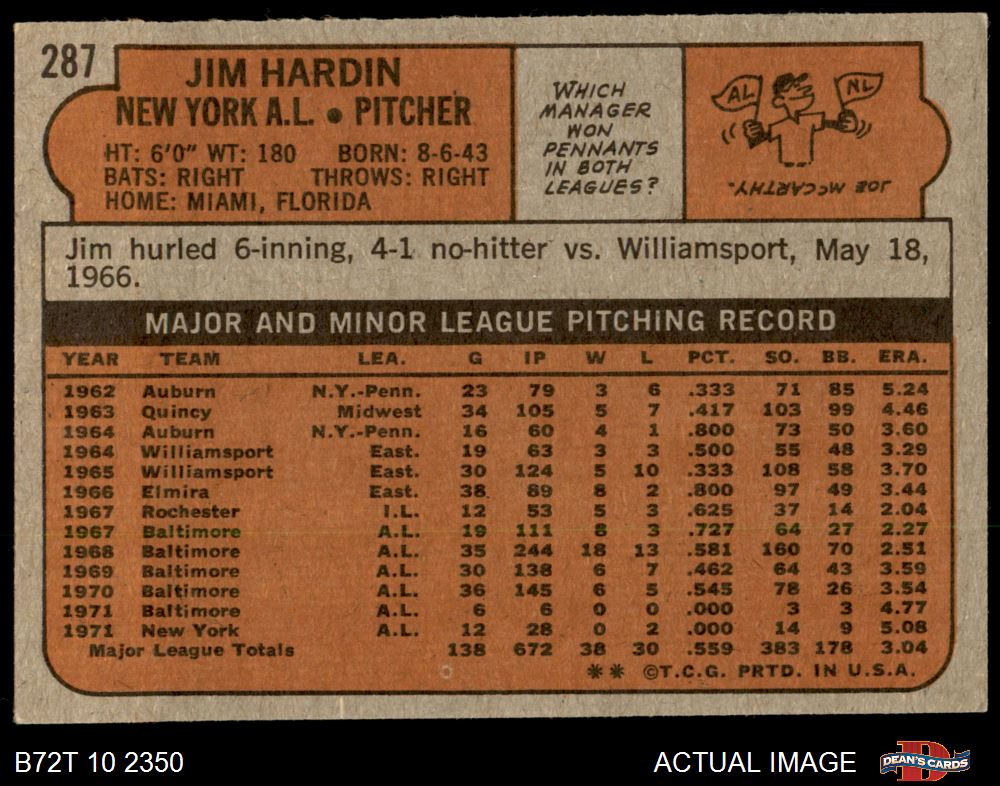 287
JIM HARDIN
NEW YORK A.L. • PITCHER
HT: 6'0" WT: 180 BORN: 8-6-43
BATS: RIGHT THROWS: RIGHT
HOME: MIAMI, FLORIDA
WHICH
MANAGER
WON
PENNANTS
IN BOTH
LEAGUES?
AL
NL
JOE McCARTHY.
Jim hurled 6-inning, 4-1 no-hitter vs. Williamsport, May 18,
1966.
MAJOR AND MINOR LEAGUE PITCHING RECORD
YEAR TEAM LEA. G IP W L PCT. SO. BB. ERA.
1962 Auburn N.Y.-Penn. 23 79 3 6 .333 71 85 5.24
1963 Quincy Midwest 34 105 5 7 .417 103 99 4.46
1964 Auburn N.Y.-Penn. 16 60 4 1 .800 73 50 3.60
1964 Williamsport East. 19 63 3 3 .500 55 48 3.29
1965 Williamsport East. 30 124 5 10 .333 108 58 3.70
1966 Elmira East. 38 89 8 2 .800 97 49 3.44
1967 Rochester I.L. 12 53 5 3 .625 37 14 2.04
1967 Baltimore A.L. 19 111 8 3 .727 64 27 2.27
1968 Baltimore A.L. 35 244 18 13 .581 160 70 2.51
1969 Baltimore A.L. 30 138 6 7 .462 64 43 3.59
1970 Baltimore A.L. 36 145 6 5 .545 78 26 3.54
1971 Baltimore A.L. 6 6 0 0 .000 3 3 4.77
1971 New York A.L. 12 28 0 2 .000 14 9 5.08
Major League Totals 138 672 38 30 .559 383 178 3.04
** ©T.C.G. PRTD. IN U.S.A.
B72T 10 2350
ACTUAL IMAGE
D
DEAN'S CARDS